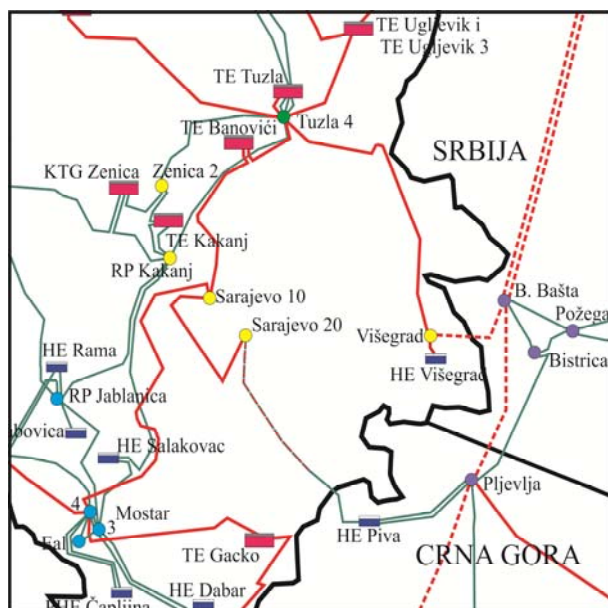 TE Ugljevik i
TE Ugljevik 3
TE Tuzla
Tuzla 4
TE Banovići
SRBIJA
KTG Zenica
Zenica 2
TE Kakanj
RP Kakanj
B. Bašta
Sarajevo 10
Požega
Sarajevo 20
Višegrad
Bistrica
HE Rama
HE Višegrad
RP Jablanica
HE Salakovac
Pljevlja
4
Mostar
3
HE Piva
TE Gacko
CRNA GORA
HE Dabar
Čapljina